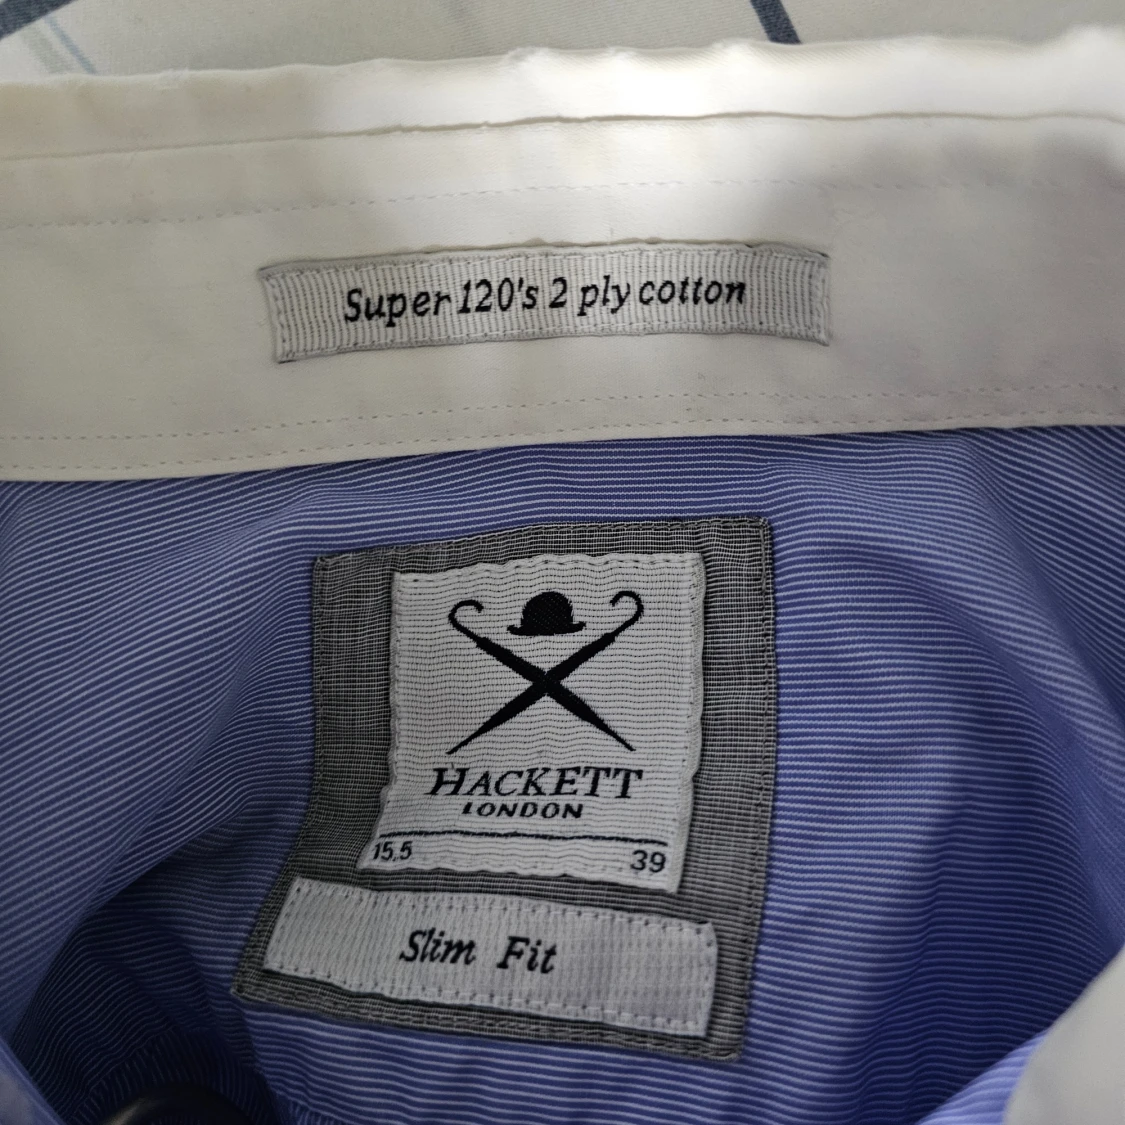 Super 120's 2 ply cotton
HACKETT
LONDON
15.5 39
Slim Fit